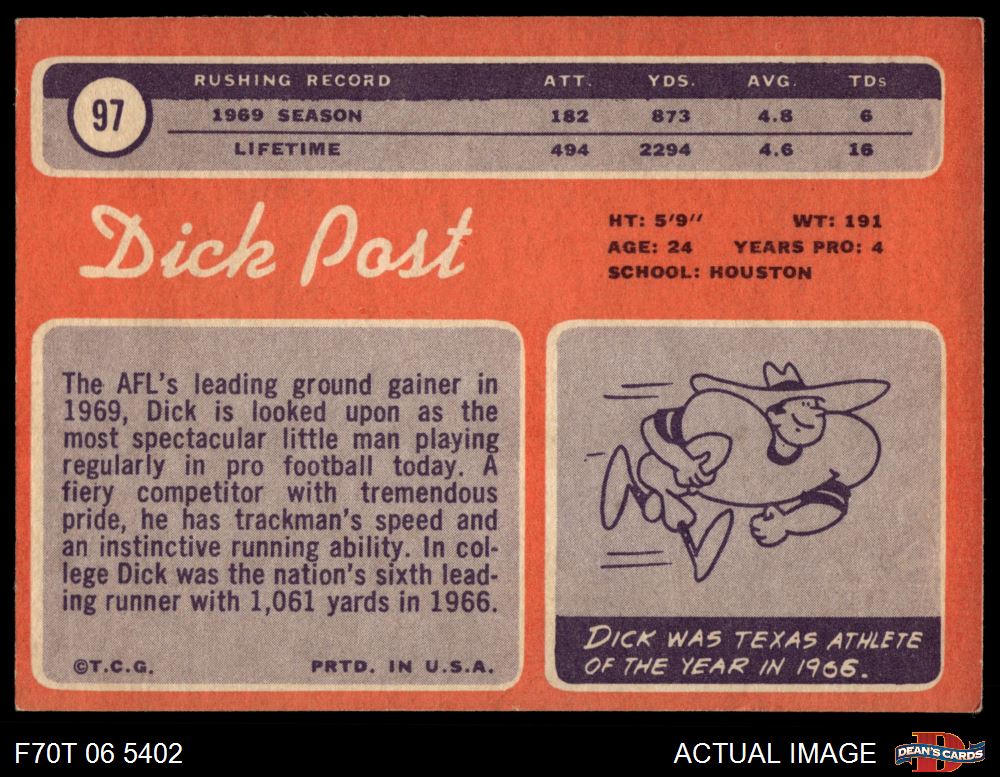 97
RUSHING RECORD ATT. YDS. AVG. TDs
1969 SEASON 182 873 4.8 6
LIFETIME 494 2294 4.6 16
Dick Post
HT: 5'9" WT: 191
AGE: 24 YEARS PRO: 4
SCHOOL: HOUSTON
The AFL's leading ground gainer in
1969, Dick is looked upon as the
most spectacular little man playing
regularly in pro football today. A
fiery competitor with tremendous
pride, he has trackman's speed and
an instinctive running ability. In col-
lege Dick was the nation's sixth lead-
ing runner with 1,061 yards in 1966.
©T.C.G. PRTD. IN U.S.A.
DICK WAS TEXAS ATHLETE
OF THE YEAR IN 1966.
F70T 06 5402 ACTUAL IMAGE
D
DEAN'S CARDS